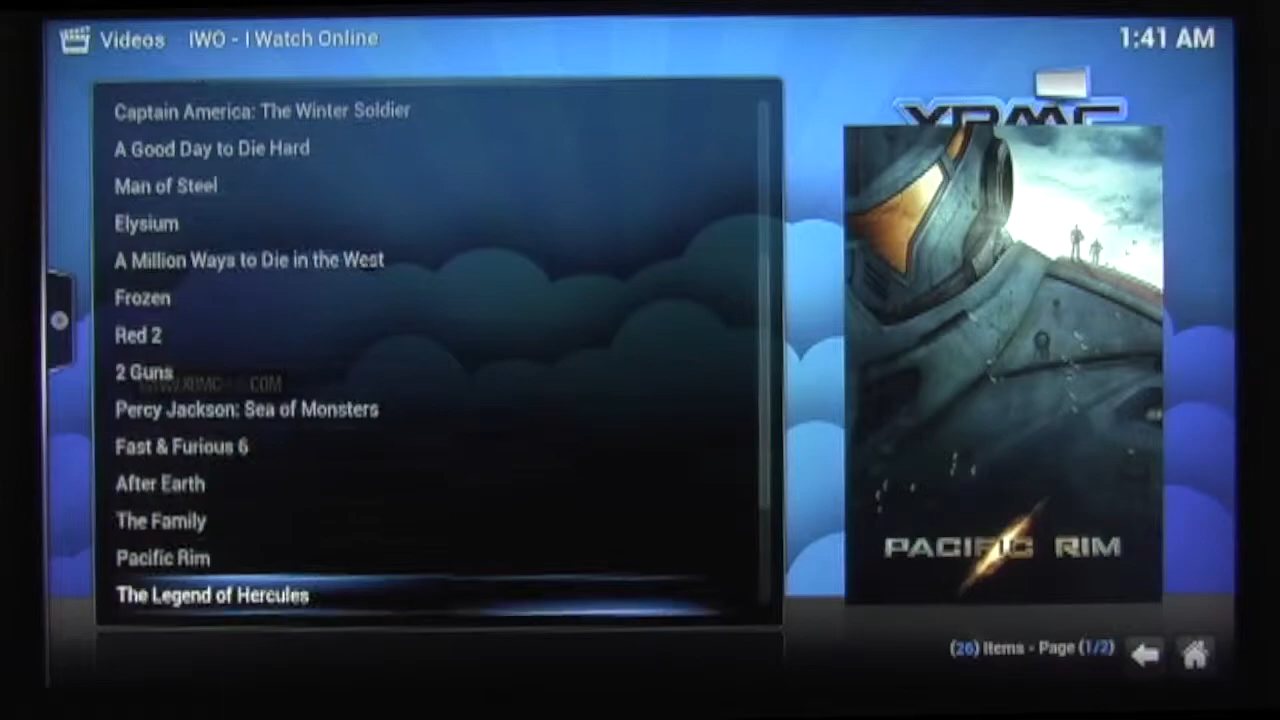 Videos IWO - I Watch Online
1:41 AM
XBMC
Captain America: The Winter Soldier
A Good Day to Die Hard
Man of Steel
Elysium
A Million Ways to Die in the West
Frozen
Red 2
2 Guns
Percy Jackson: Sea of Monsters
Fast & Furious 6
After Earth
The Family
Pacific Rim
The Legend of Hercules
PACIFIC RIM
(26) Items - Page (1/2)